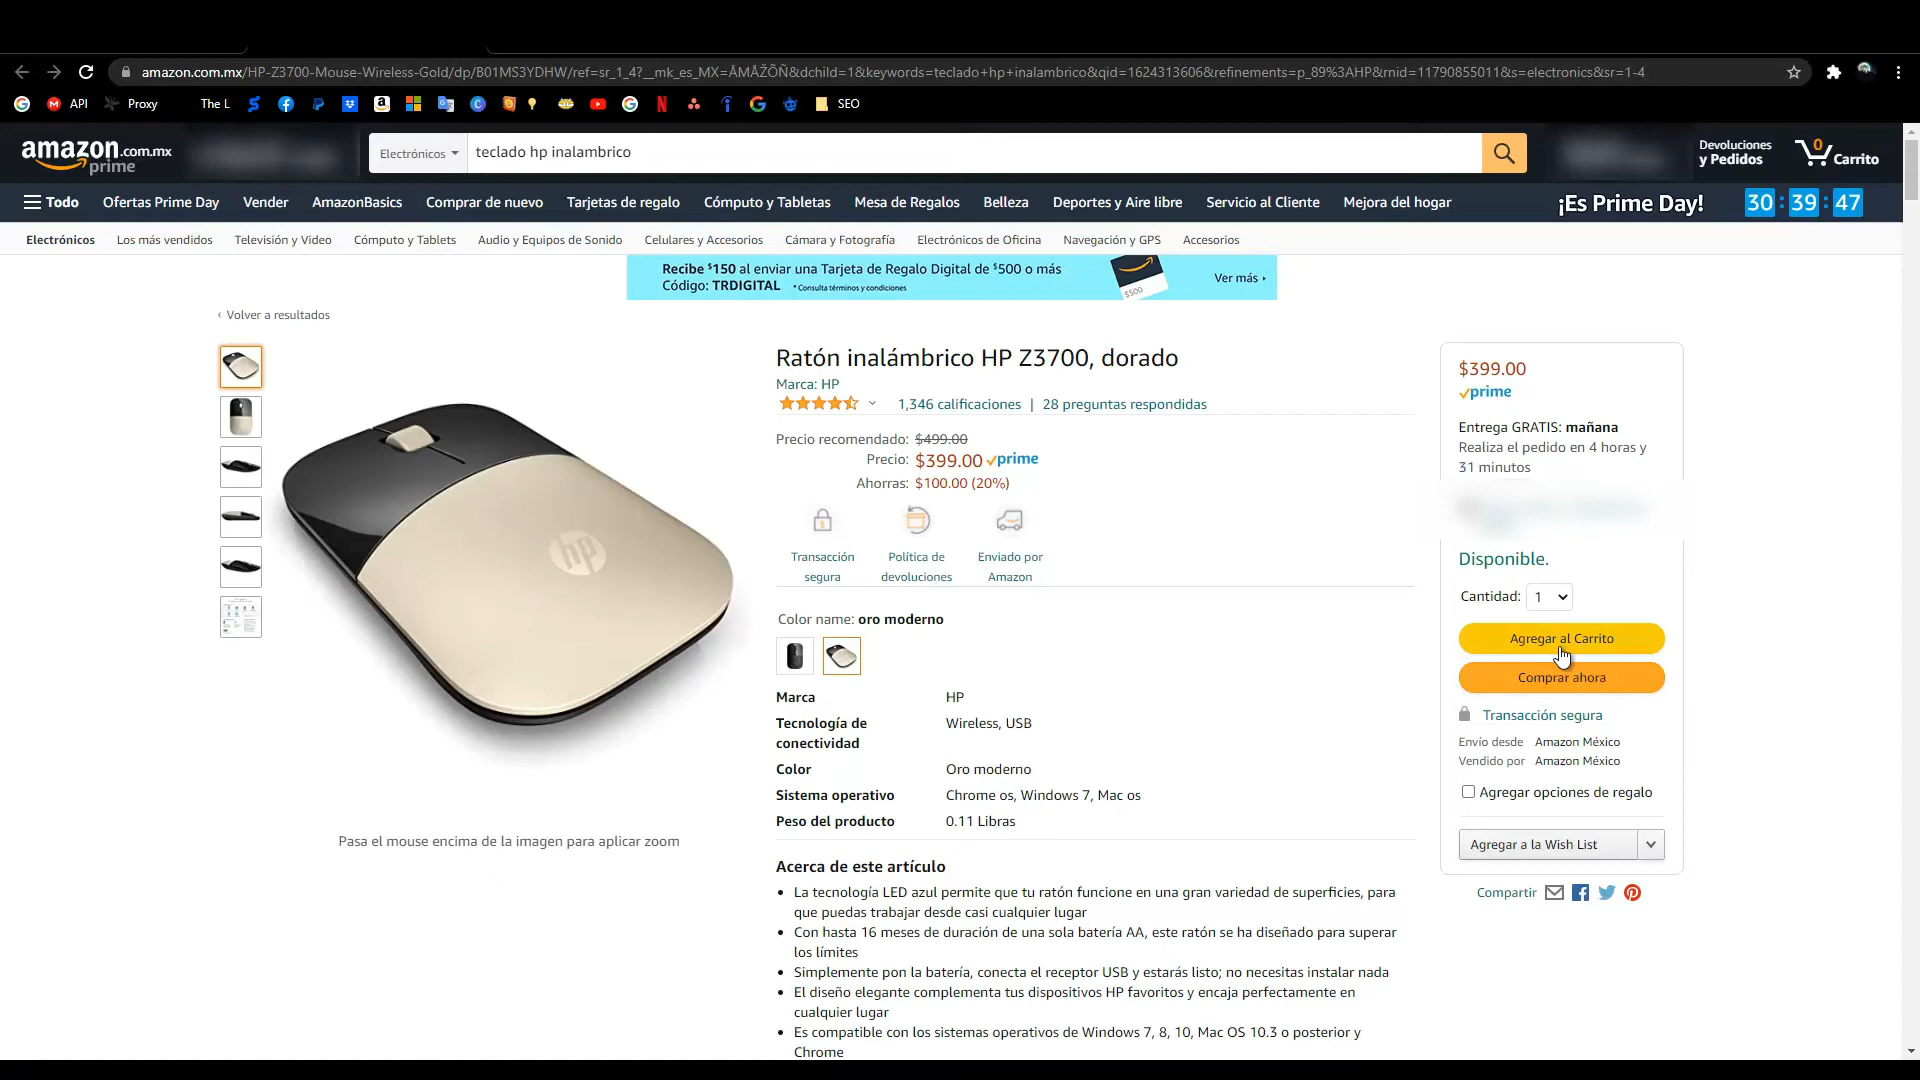 amazon.com.mx/HP-Z3700-Mouse-Wireless-Gold/dp/B01MS3YDHW/ref=sr_1_4?__mk_es_MX=ÅMÅŽÕÑ&dchild=1&keywords=teclado+hp+inalambrico&qid=1624313606&refinements=p_89%3AHP&rnid=11790855011&s=electronics&sr=1-4
API Proxy The L SEO
amazon.com.mx
prime
Electrónicos
teclado hp inalambrico
Devoluciones
y Pedidos
0
Carrito
Todo Ofertas Prime Day Vender AmazonBasics Comprar de nuevo Tarjetas de regalo Cómputo y Tabletas Mesa de Regalos Belleza Deportes y Aire libre Servicio al Cliente Mejora del hogar ¡Es Prime Day! 30 : 39 : 47
Electrónicos Los más vendidos Televisión y Video Cómputo y Tablets Audio y Equipos de Sonido Celulares y Accesorios Cámara y Fotografía Electrónicos de Oficina Navegación y GPS Accesorios
Recibe $150 al enviar una Tarjeta de Regalo Digital de $500 o más
Código: TRDIGITAL * Consulta términos y condiciones
$500
Ver más ▸
‹ Volver a resultados
hp
Pasa el mouse encima de la imagen para aplicar zoom
Ratón inalámbrico HP Z3700, dorado
Marca: HP
1,346 calificaciones | 28 preguntas respondidas
Precio recomendado: $499.00
Precio: $399.00 prime
Ahorras: $100.00 (20%)
Transacción
segura
Política de
devoluciones
Enviado por
Amazon
Color name: oro moderno
Marca HP
Tecnología de
conectividad
Wireless, USB
Color Oro moderno
Sistema operativo Chrome os, Windows 7, Mac os
Peso del producto 0.11 Libras
Acerca de este artículo
• La tecnología LED azul permite que tu ratón funcione en una gran variedad de superficies, para
que puedas trabajar desde casi cualquier lugar
• Con hasta 16 meses de duración de una sola batería AA, este ratón se ha diseñado para superar
los límites
• Simplemente pon la batería, conecta el receptor USB y estarás listo; no necesitas instalar nada
• El diseño elegante complementa tus dispositivos HP favoritos y encaja perfectamente en
cualquier lugar
• Es compatible con los sistemas operativos de Windows 7, 8, 10, Mac OS 10.3 o posterior y
Chrome
$399.00
prime
Entrega GRATIS: mañana
Realiza el pedido en 4 horas y
31 minutos
Disponible.
Cantidad: 1
Agregar al Carrito
Comprar ahora
Transacción segura
Envío desde Amazon México
Vendido por Amazon México
Agregar opciones de regalo
Agregar a la Wish List
Compartir